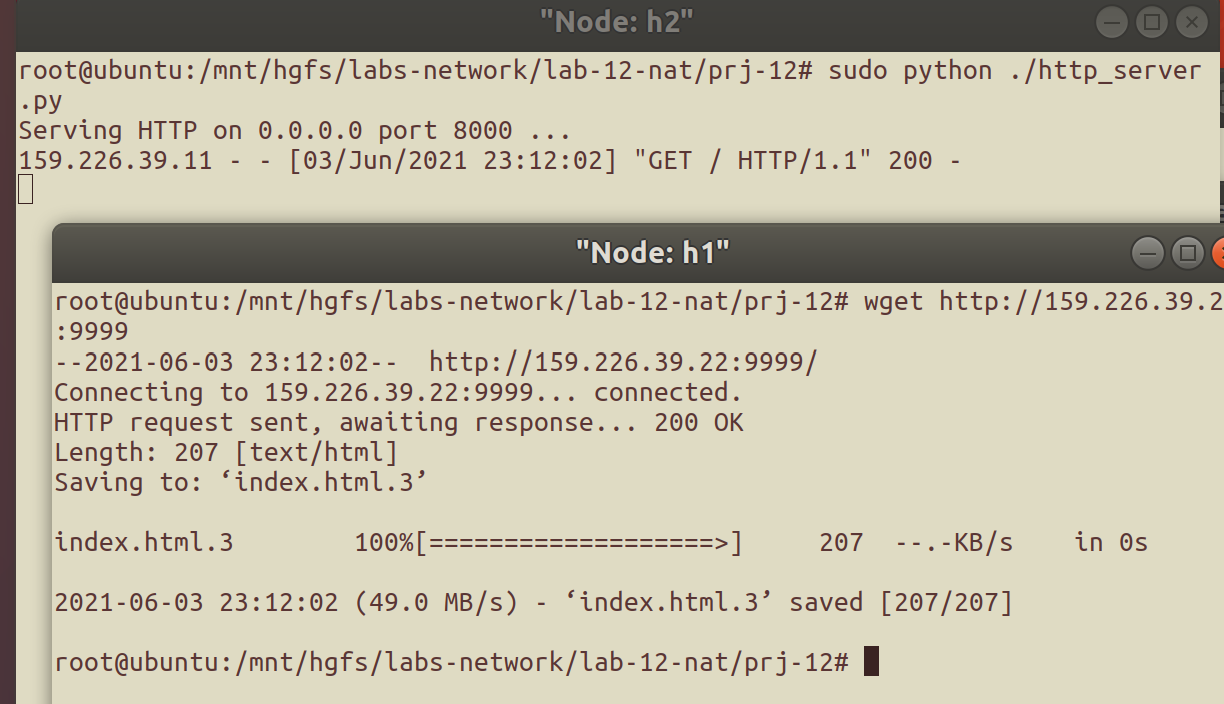 "Node: h2"
root@ubuntu:/mnt/hgfs/labs-network/lab-12-nat/prj-12# sudo python ./http_server
.py
Serving HTTP on 0.0.0.0 port 8000 ...
159.226.39.11 - - [03/Jun/2021 23:12:02] "GET / HTTP/1.1" 200 -
"Node: h1"
root@ubuntu:/mnt/hgfs/labs-network/lab-12-nat/prj-12# wget http://159.226.39.2
:9999
--2021-06-03 23:12:02--  http://159.226.39.22:9999/
Connecting to 159.226.39.22:9999... connected.
HTTP request sent, awaiting response... 200 OK
Length: 207 [text/html]
Saving to: ‘index.html.3’
index.html.3        100%[===================>]     207  --.-KB/s    in 0s
2021-06-03 23:12:02 (49.0 MB/s) - ‘index.html.3’ saved [207/207]
root@ubuntu:/mnt/hgfs/labs-network/lab-12-nat/prj-12#